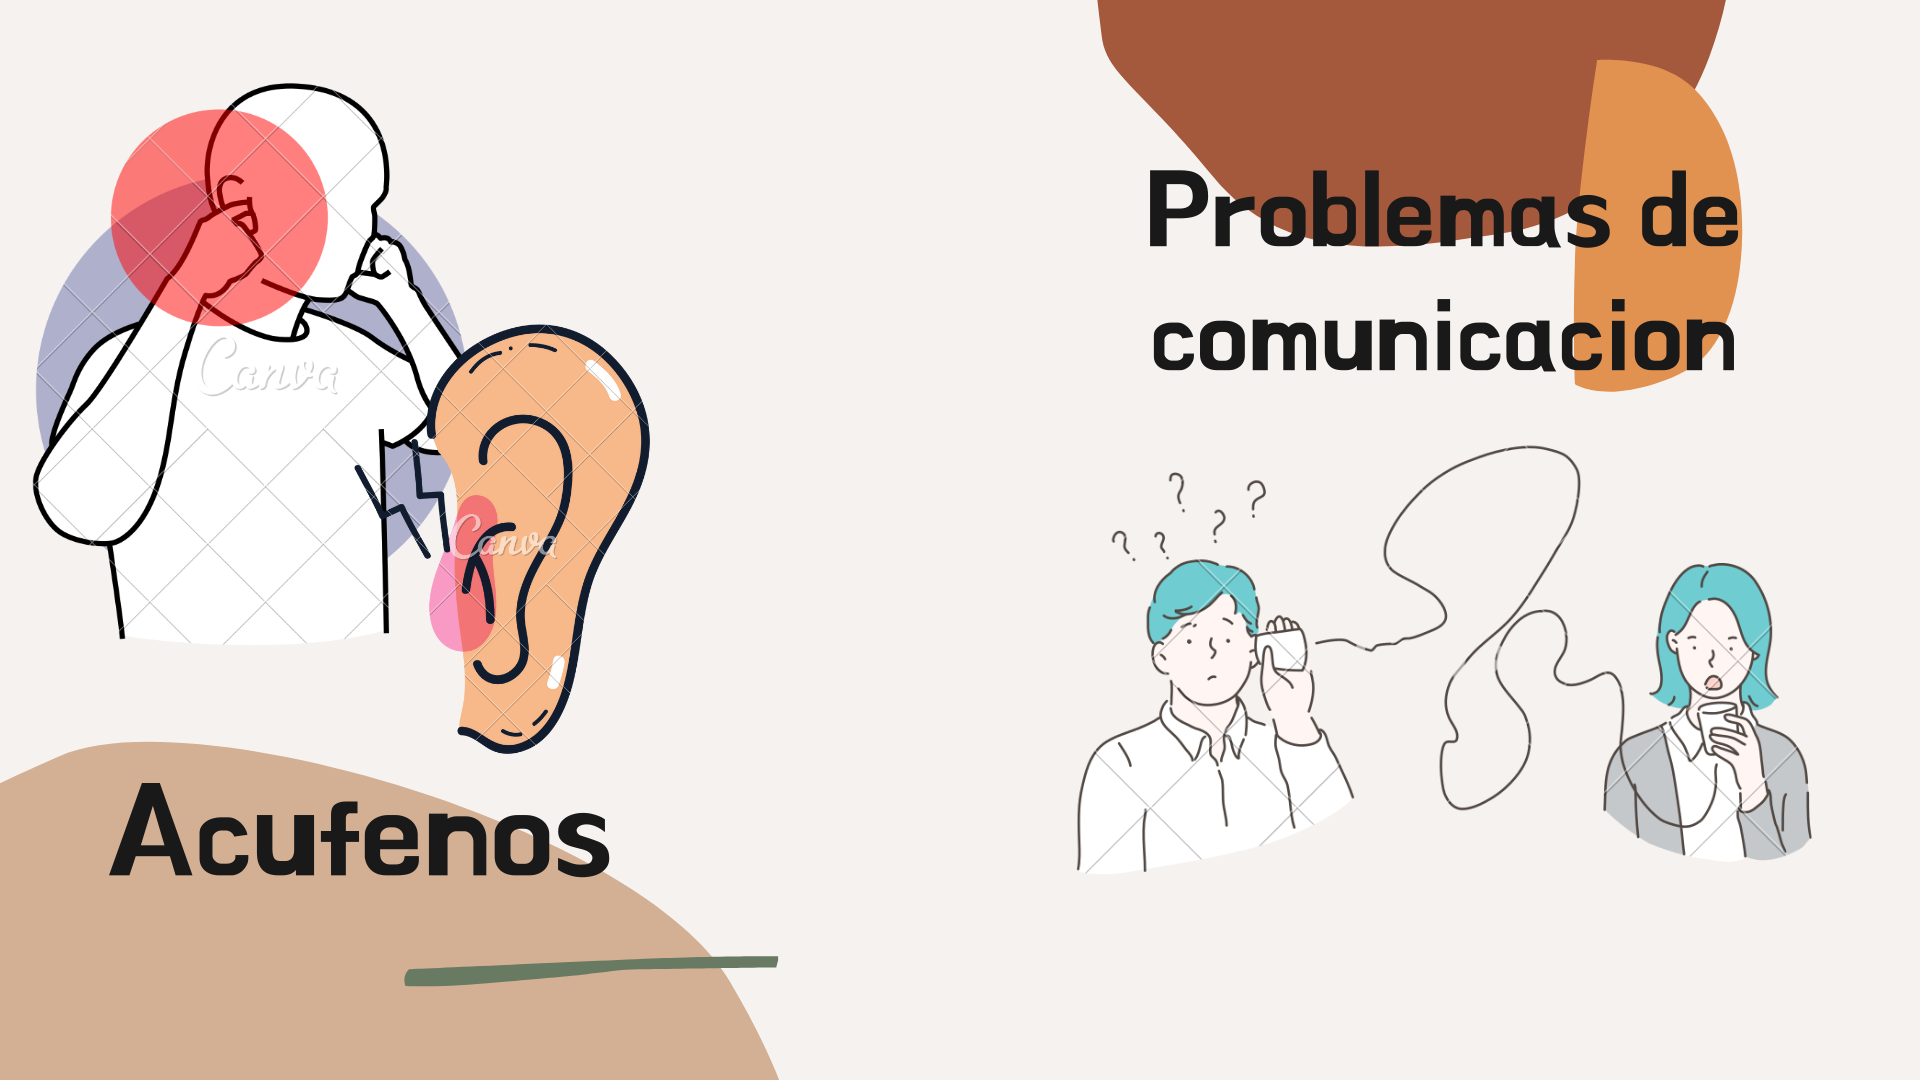 Problemas de
comunicacion
Canva
Canva
Acufenos
? ? ? ? ?